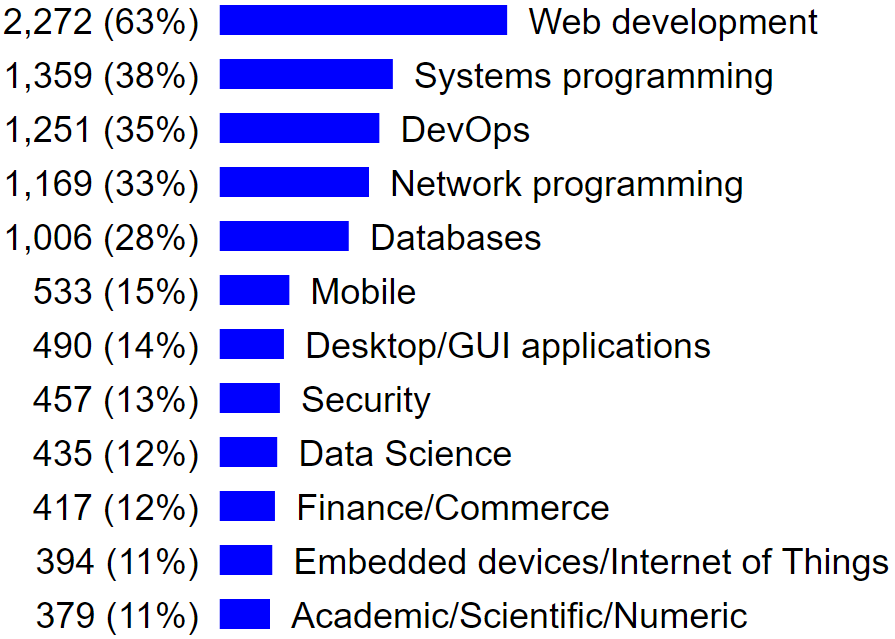 2,272 (63%) Web development
1,359 (38%) Systems programming
1,251 (35%) DevOps
1,169 (33%) Network programming
1,006 (28%) Databases
533 (15%) Mobile
490 (14%) Desktop/GUI applications
457 (13%) Security
435 (12%) Data Science
417 (12%) Finance/Commerce
394 (11%) Embedded devices/Internet of Things
379 (11%) Academic/Scientific/Numeric